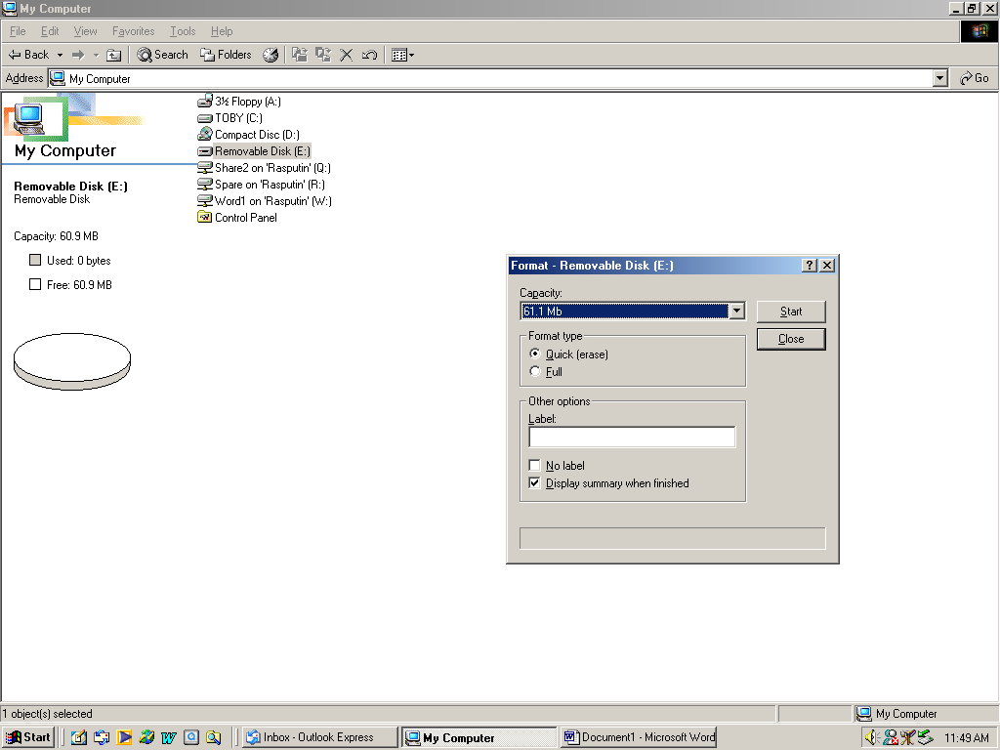 My Computer
File Edit View Favorites Tools Help
Back Search Folders
Address My Computer Go
My Computer
Removable Disk (E:)
Removable Disk
Capacity: 60.9 MB
Used: 0 bytes
Free: 60.9 MB
3½ Floppy (A:)
TOBY (C:)
Compact Disc (D:)
Removable Disk (E:)
Share2 on 'Rasputin' (Q:)
Spare on 'Rasputin' (R:)
Word1 on 'Rasputin' (W:)
Control Panel
Format - Removable Disk (E:)
Capacity:
61.1 Mb
Start
Close
Format type
Quick (erase)
Full
Other options
Label:
No label
Display summary when finished
1 object(s) selected My Computer
Start Inbox - Outlook Express My Computer Document1 - Microsoft Word 11:49 AM